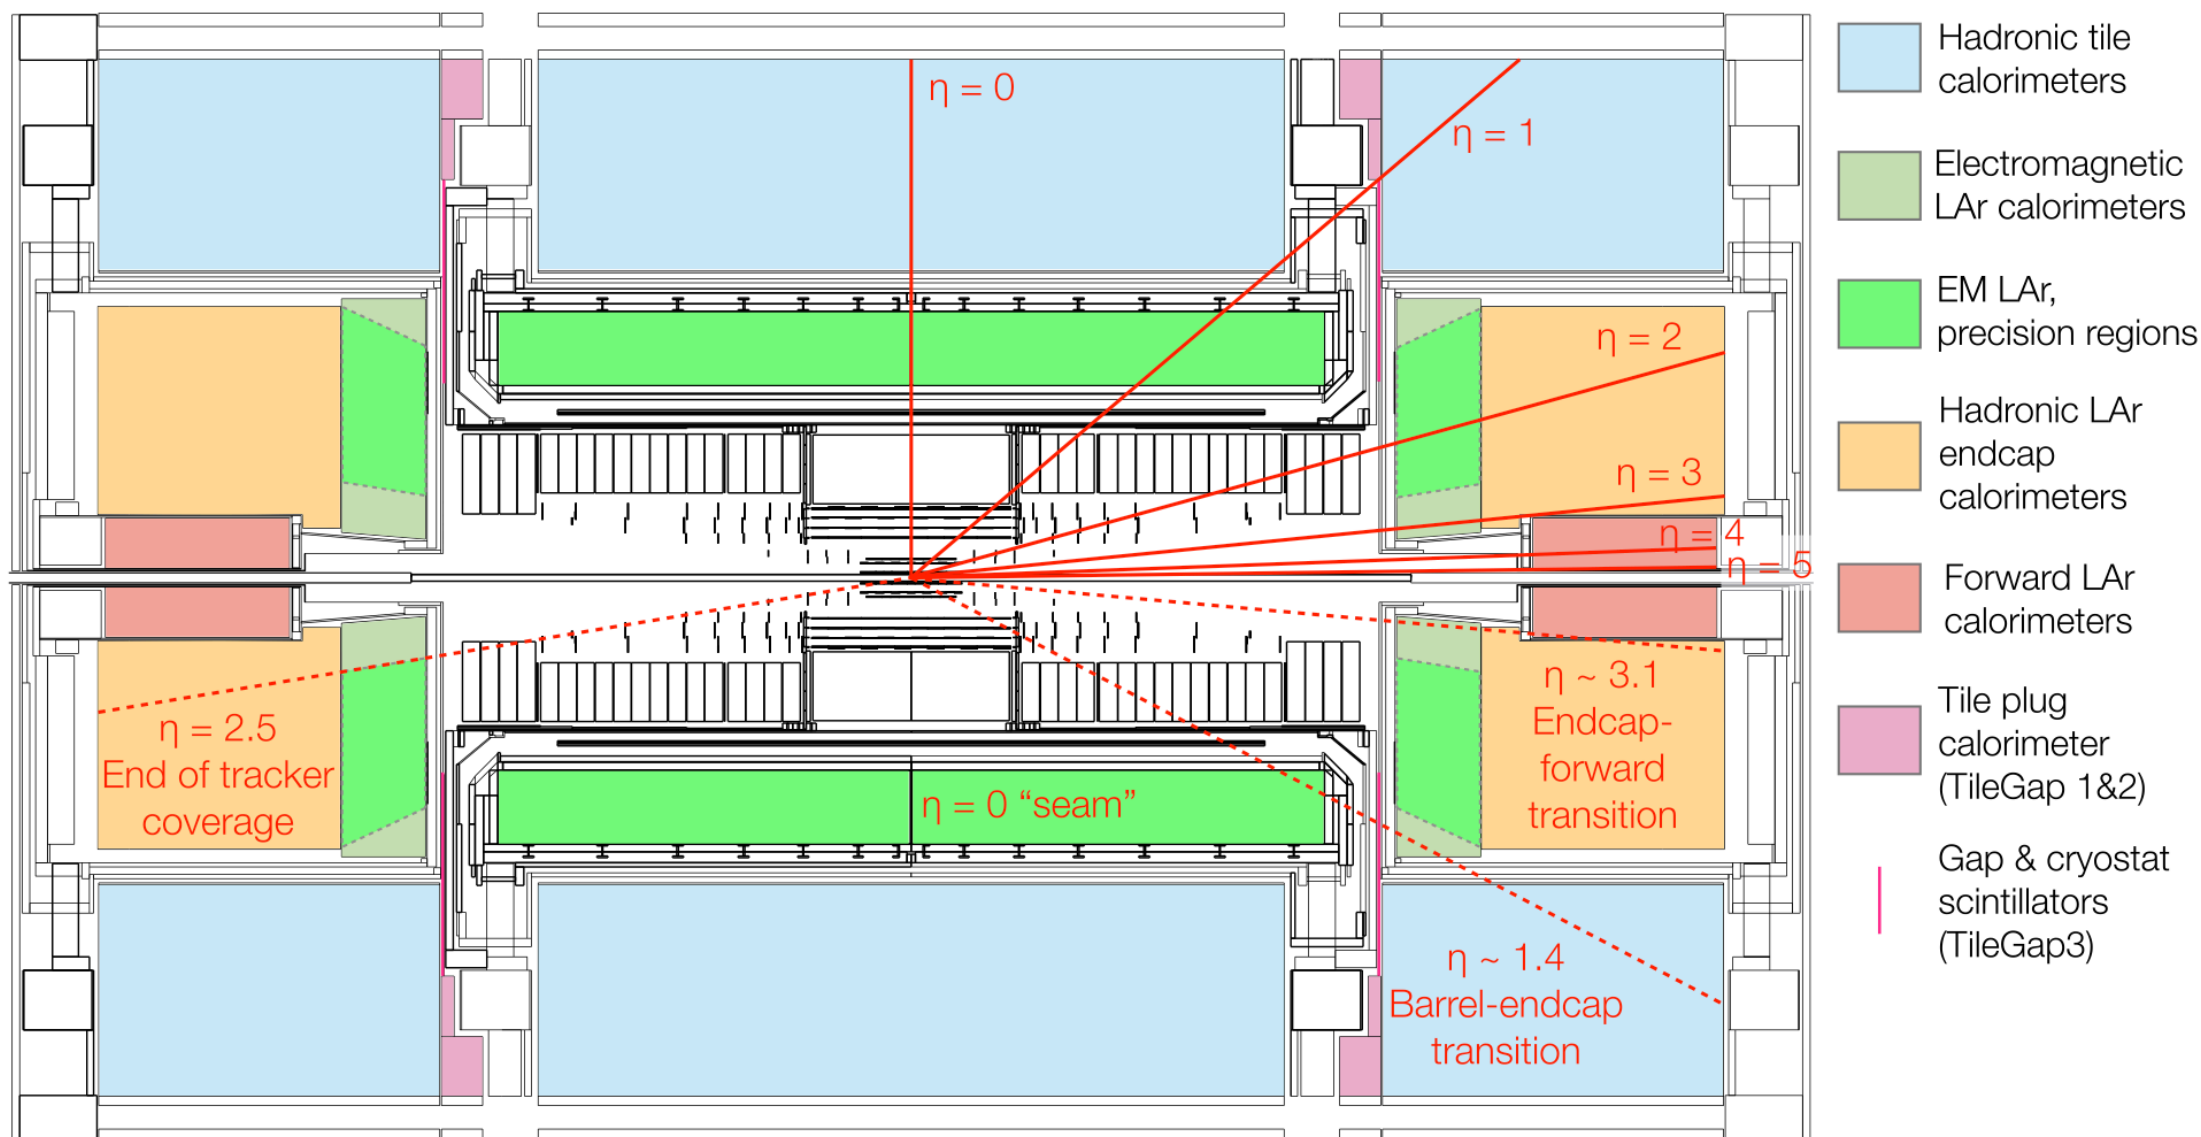 η = 0
η = 1
η = 2
η = 3
η = 4
η = 5
η = 2.5
End of tracker
coverage
η = 0 “seam”
η ~ 3.1
Endcap-
forward
transition
η ~ 1.4
Barrel-endcap
transition
Hadronic tile
calorimeters
Electromagnetic
LAr calorimeters
EM LAr,
precision regions
Hadronic LAr
endcap
calorimeters
Forward LAr
calorimeters
Tile plug
calorimeter
(TileGap 1&2)
Gap & cryostat
scintillators
(TileGap3)